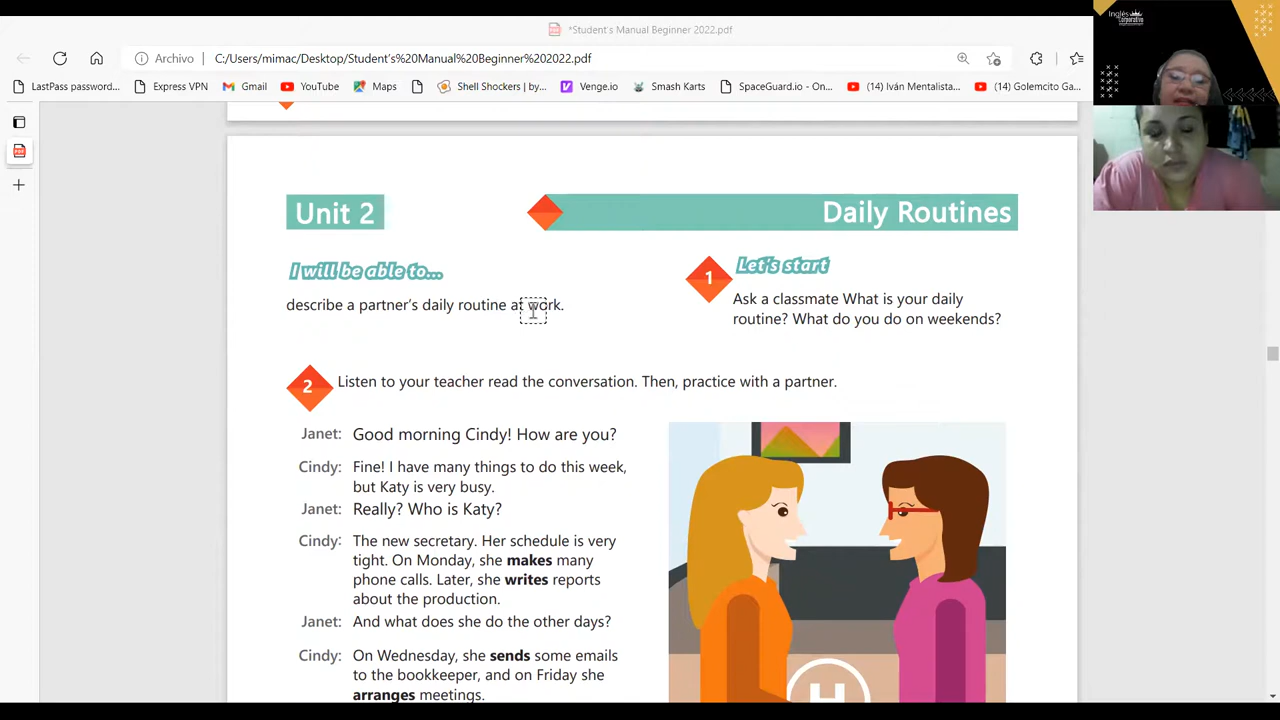 *Student's Manual Beginner 2022.pdf
Archivo
C:/Users/mimac/Desktop/Student's%20Manual%20Beginner%202022.pdf
LastPass password...
Express VPN
Gmail
YouTube
Maps
Shell Shockers | by...
Venge.io
Smash Karts
SpaceGuard.io - On...
(14) Iván Mentalista...
(14) Golemcito Ga...
Inglés
Corporativo
Unit 2
Daily Routines
I will be able to...
describe a partner's daily routine at work.
1
Let's start
Ask a classmate What is your daily
routine? What do you do on weekends?
2
Listen to your teacher read the conversation. Then, practice with a partner.
Janet: Good morning Cindy! How are you?
Cindy: Fine! I have many things to do this week,
but Katy is very busy.
Janet: Really? Who is Katy?
Cindy: The new secretary. Her schedule is very
tight. On Monday, she makes many
phone calls. Later, she writes reports
about the production.
Janet: And what does she do the other days?
Cindy: On Wednesday, she sends some emails
to the bookkeeper, and on Friday she
arranges meetings.
H